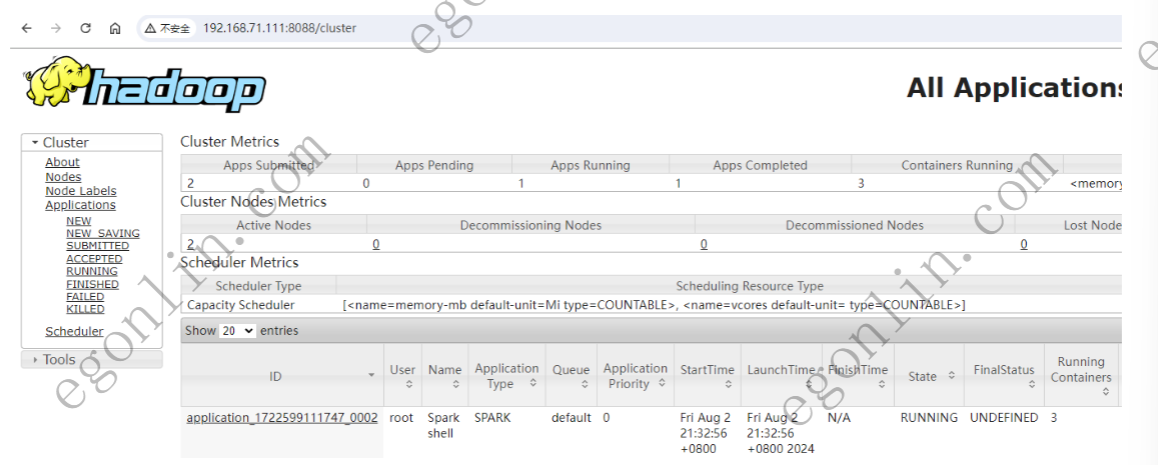 不安全 192.168.71.111:8088/cluster
hadoop
All Applications
Cluster
About
Nodes
Node Labels
Applications
NEW
NEW_SAVING
SUBMITTED
ACCEPTED
RUNNING
FINISHED
FAILED
KILLED
Scheduler
Tools
Cluster Metrics
Apps Submitted Apps Pending Apps Running Apps Completed Containers Running
2 0 1 1 3 <memory
Cluster Nodes Metrics
Active Nodes Decommissioning Nodes Decommissioned Nodes Lost Node
2 0 0 0
Scheduler Metrics
Scheduler Type Scheduling Resource Type
Capacity Scheduler [<name=memory-mb default-unit=Mi type=COUNTABLE>, <name=vcores default-unit= type=COUNTABLE>]
Show 20 entries
ID User Name Application Type Queue Application Priority StartTime LaunchTime FinishTime State FinalStatus Running Containers
application_1722599111747_0002 root Spark shell SPARK default 0 Fri Aug 2 21:32:56 +0800 Fri Aug 2 21:32:56 +0800 2024 N/A RUNNING UNDEFINED 3
egonlin.com
egonlin.com